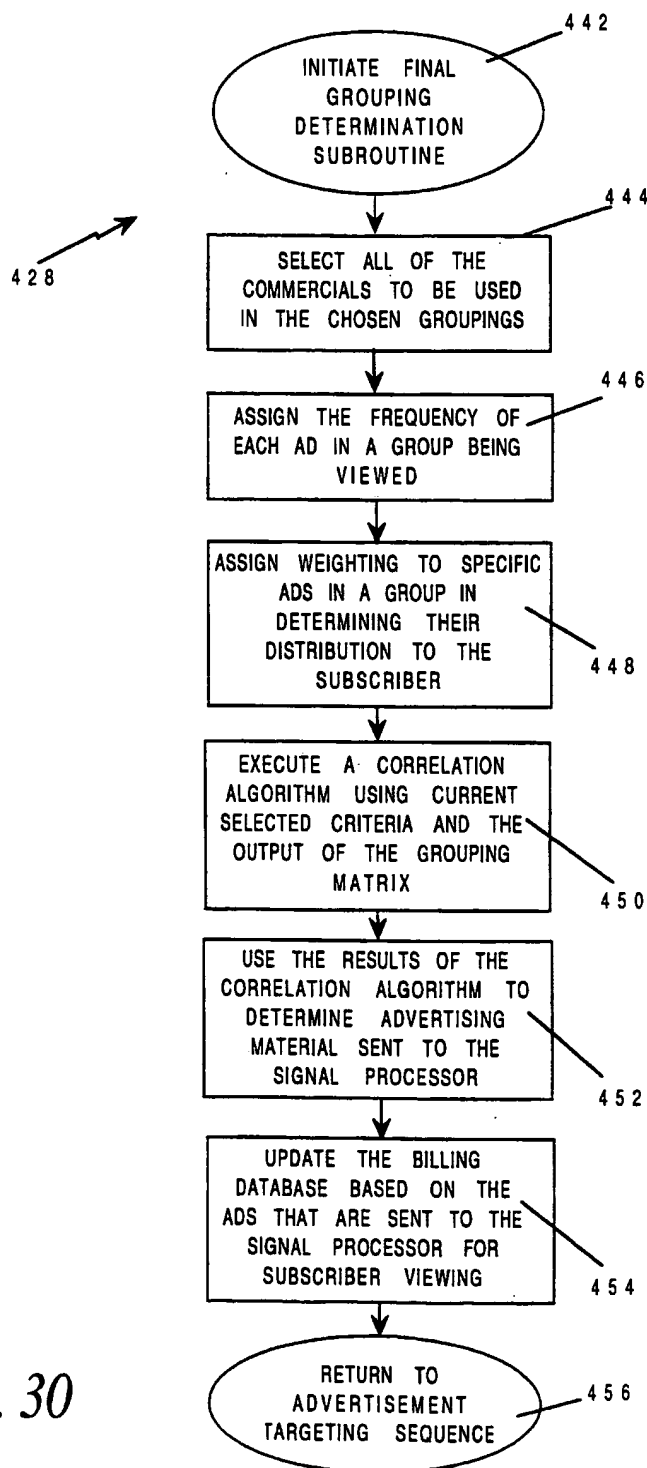 442
INITIATE FINAL
GROUPING
DETERMINATION
SUBROUTINE
428
444
SELECT ALL OF THE
COMMERCIALS TO BE USED
IN THE CHOSEN GROUPINGS
446
ASSIGN THE FREQUENCY OF
EACH AD IN A GROUP BEING
VIEWED
ASSIGN WEIGHTING TO SPECIFIC
ADS IN A GROUP IN
DETERMINING THEIR
DISTRIBUTION TO THE
SUBSCRIBER
448
EXECUTE A CORRELATION
ALGORITHM USING CURRENT
SELECTED CRITERIA AND THE
OUTPUT OF THE GROUPING
MATRIX
450
USE THE RESULTS OF THE
CORRELATION ALGORITHM TO
DETERMINE ADVERTISING
MATERIAL SENT TO THE
SIGNAL PROCESSOR
452
UPDATE THE BILLING
DATABASE BASED ON THE
ADS THAT ARE SENT TO THE
SIGNAL PROCESSOR FOR
SUBSCRIBER VIEWING
454
RETURN TO
ADVERTISEMENT
TARGETING SEQUENCE
456
. 30